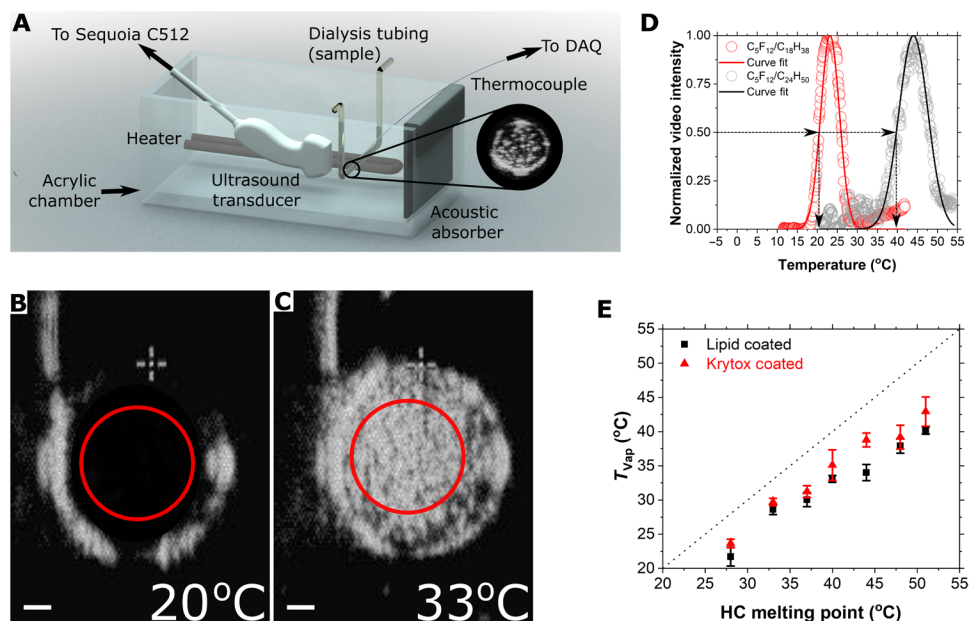 A
To Sequoia C512
Dialysis tubing
(sample)
To DAQ
Thermocouple
Heater
Acrylic
chamber
Ultrasound
transducer
Acoustic
absorber
B
20°C
C
33°C
D
Normalized video intensity
1.00
0.75
0.50
0.25
0.00
C₅F₁₂/C₁₈H₃₈
Curve fit
C₅F₁₂/C₂₄H₅₀
Curve fit
−5 0 5 10 15 20 25 30 35 40 45 50 55
Temperature (°C)
E
T_Vap (°C)
55
50
45
40
35
30
25
20
Lipid coated
Krytox coated
20 25 30 35 40 45 50 55
HC melting point (°C)